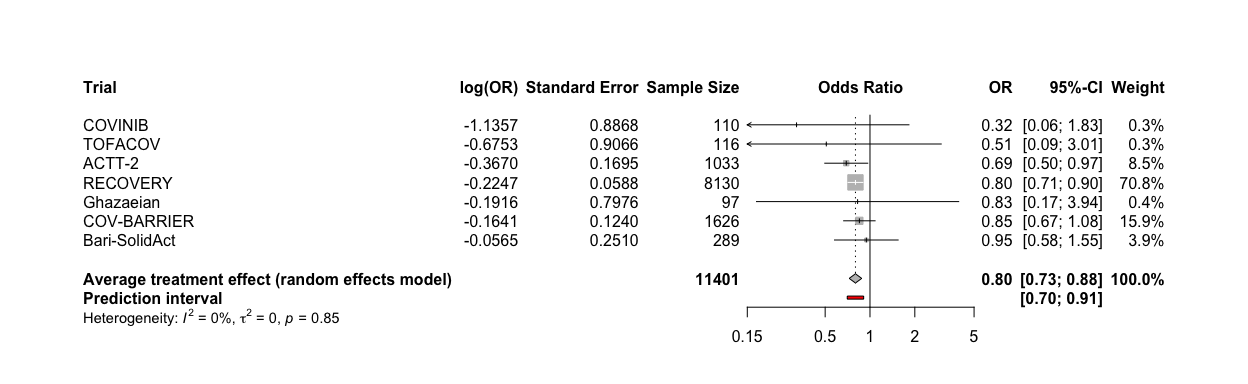 Trial log(OR) Standard Error Sample Size Odds Ratio OR 95%-CI Weight
COVINIB -1.1357 0.8868 110 0.32 [0.06; 1.83] 0.3%
TOFACOV -0.6753 0.9066 116 0.51 [0.09; 3.01] 0.3%
ACTT-2 -0.3670 0.1695 1033 0.69 [0.50; 0.97] 8.5%
RECOVERY -0.2247 0.0588 8130 0.80 [0.71; 0.90] 70.8%
Ghazaeian -0.1916 0.7976 97 0.83 [0.17; 3.94] 0.4%
COV-BARRIER -0.1641 0.1240 1626 0.85 [0.67; 1.08] 15.9%
Bari-SolidAct -0.0565 0.2510 289 0.95 [0.58; 1.55] 3.9%
Average treatment effect (random effects model) 11401 0.80 [0.73; 0.88] 100.0%
Prediction interval [0.70; 0.91]
Heterogeneity: I² = 0%, τ² = 0, p = 0.85
0.15 0.5 1 2 5